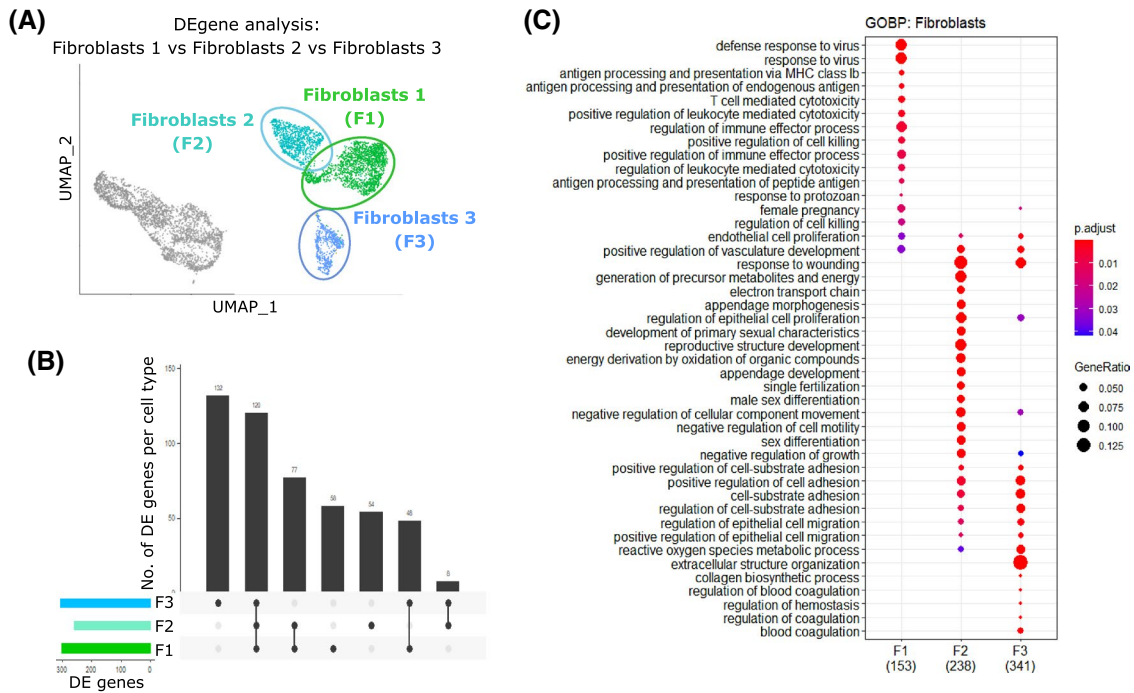 (A)
DEgene analysis:
Fibroblasts 1 vs Fibroblasts 2 vs Fibroblasts 3
Fibroblasts 1
(F1)
Fibroblasts 2
(F2)
Fibroblasts 3
(F3)
UMAP_2
UMAP_1
(B)
No. of DE genes per cell type
150
100
50
0
132
120
77
58
54
48
F3
F2
F1
300
200
100
0
DE genes
(C)
GOBP: Fibroblasts
defense response to virus
response to virus
antigen processing and presentation via MHC class Ib
antigen processing and presentation of endogenous antigen
T cell mediated cytotoxicity
positive regulation of leukocyte mediated cytotoxicity
regulation of immune effector process
positive regulation of cell killing
positive regulation of immune effector process
regulation of leukocyte mediated cytotoxicity
antigen processing and presentation of peptide antigen
response to protozoan
female pregnancy
regulation of cell killing
endothelial cell proliferation
positive regulation of vasculature development
response to wounding
generation of precursor metabolites and energy
electron transport chain
appendage morphogenesis
regulation of epithelial cell proliferation
development of primary sexual characteristics
reproductive structure development
energy derivation by oxidation of organic compounds
appendage development
single fertilization
male sex differentiation
negative regulation of cellular component movement
negative regulation of cell motility
sex differentiation
negative regulation of growth
positive regulation of cell-substrate adhesion
positive regulation of cell adhesion
cell-substrate adhesion
regulation of cell-substrate adhesion
regulation of epithelial cell migration
positive regulation of epithelial cell migration
reactive oxygen species metabolic process
extracellular structure organization
collagen biosynthetic process
regulation of blood coagulation
regulation of hemostasis
regulation of coagulation
blood coagulation
F1
(153)
F2
(238)
F3
(341)
p.adjust
0.01
0.02
0.03
0.04
GeneRatio
0.050
0.075
0.100
0.125